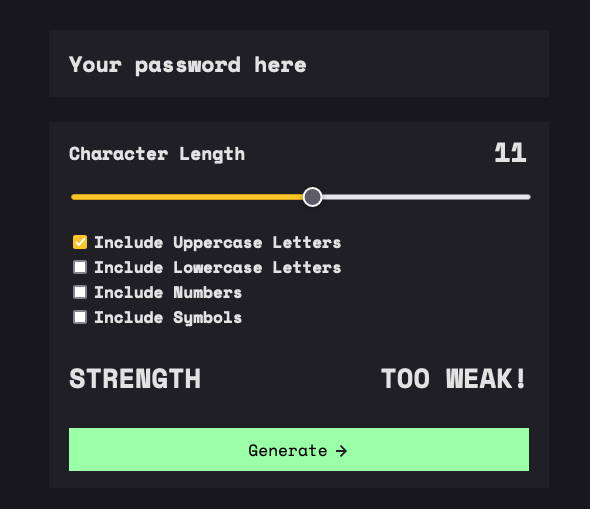 Your password here
Character Length 11
Include Uppercase Letters
Include Lowercase Letters
Include Numbers
Include Symbols
STRENGTH TOO WEAK!
Generate →